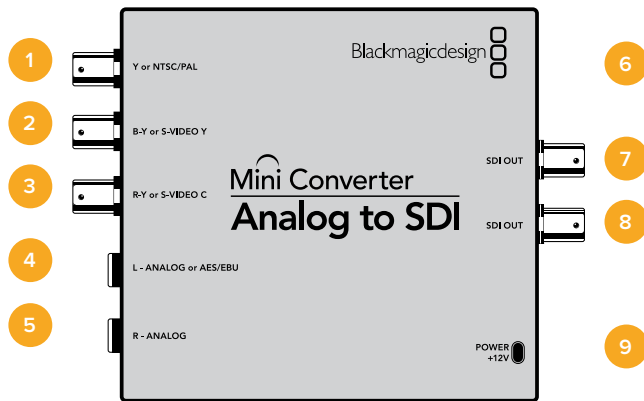 1
Y or NTSC/PAL
Blackmagicdesign
6
2
B-Y or S-VIDEO Y
7
SDI OUT
3
R-Y or S-VIDEO C
Mini Converter
Analog to SDI
8
SDI OUT
4
L - ANALOG or AES/EBU
5
R - ANALOG
POWER
+12V
9